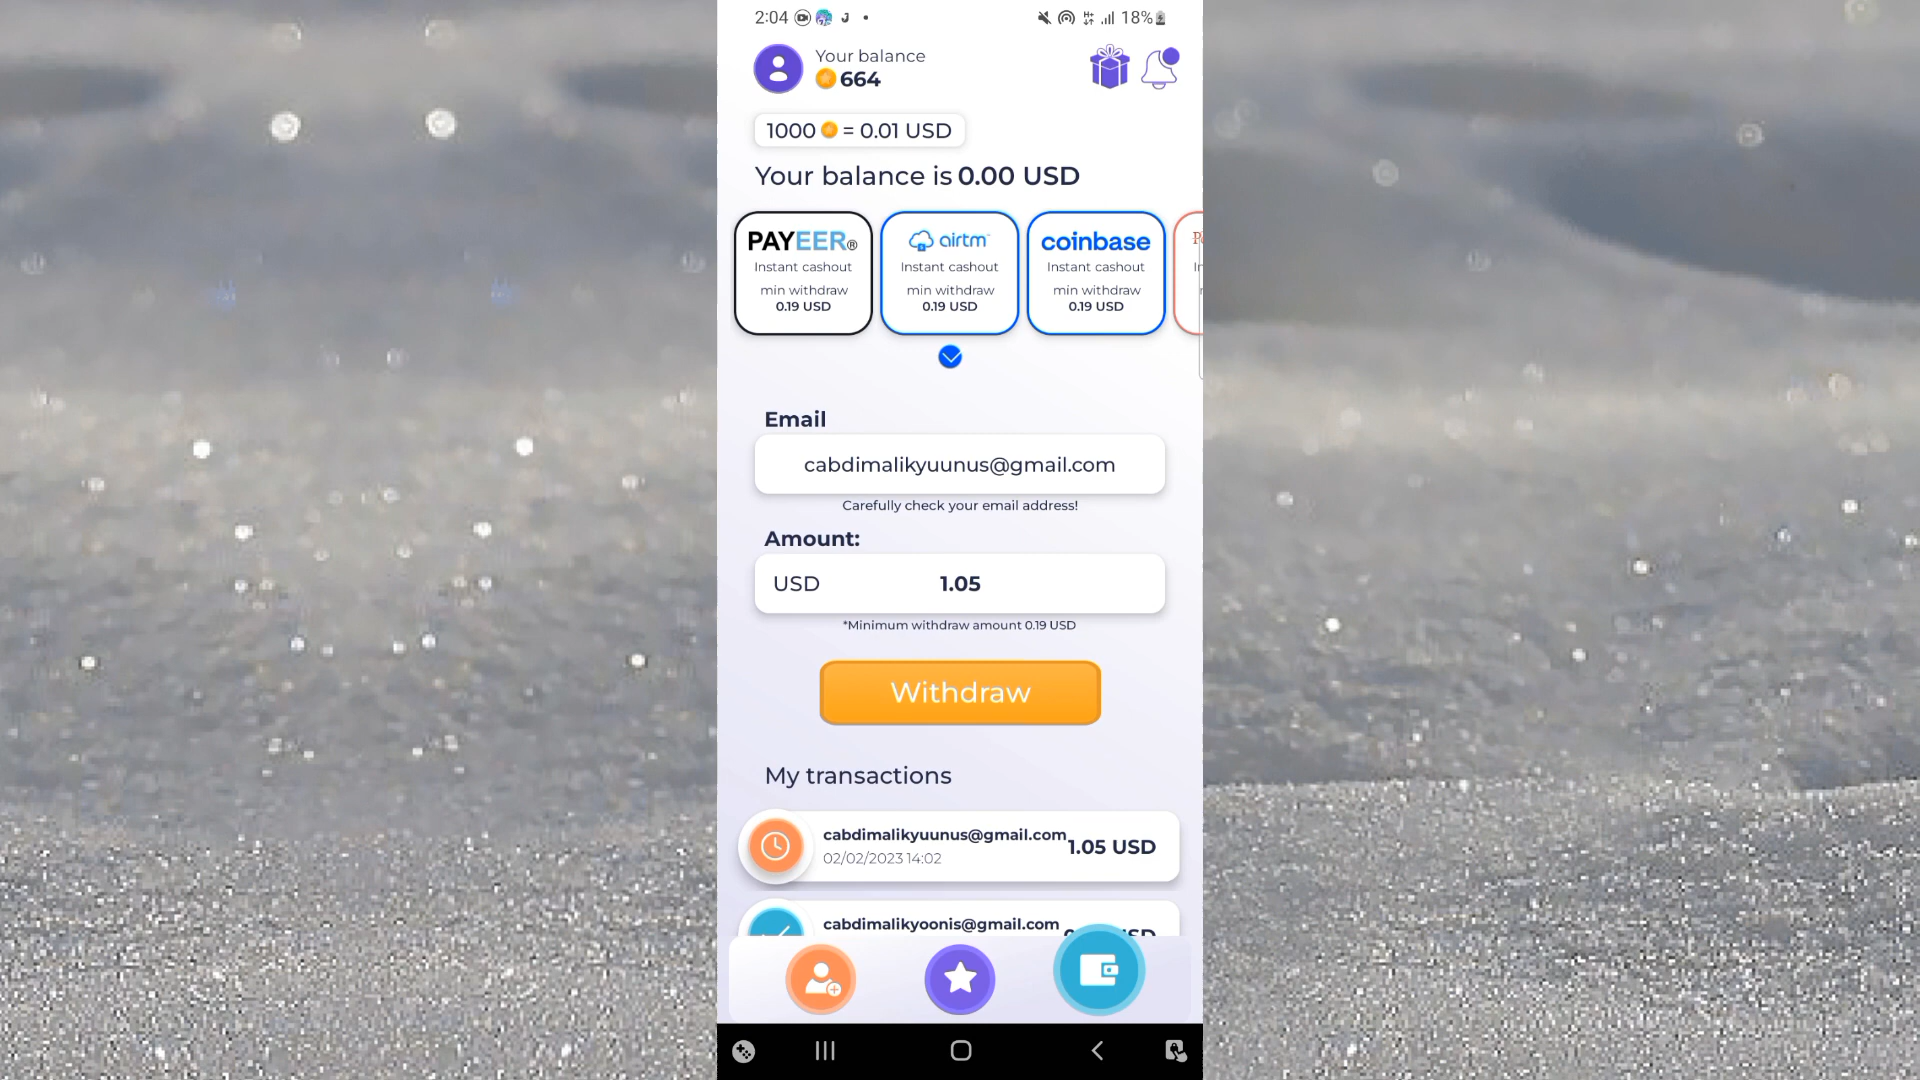 2:04
18%
Your balance
664
1000 = 0.01 USD
Your balance is 0.00 USD
PAYEER®
Instant cashout
min withdraw
0.19 USD
airtm
Instant cashout
min withdraw
0.19 USD
coinbase
Instant cashout
min withdraw
0.19 USD
Email
cabdimalikyuunus@gmail.com
Carefully check your email address!
Amount:
USD 1.05
*Minimum withdraw amount 0.19 USD
Withdraw
My transactions
cabdimalikyuunus@gmail.com
02/02/2023 14:02
1.05 USD
cabdimalikyoonis@gmail.com